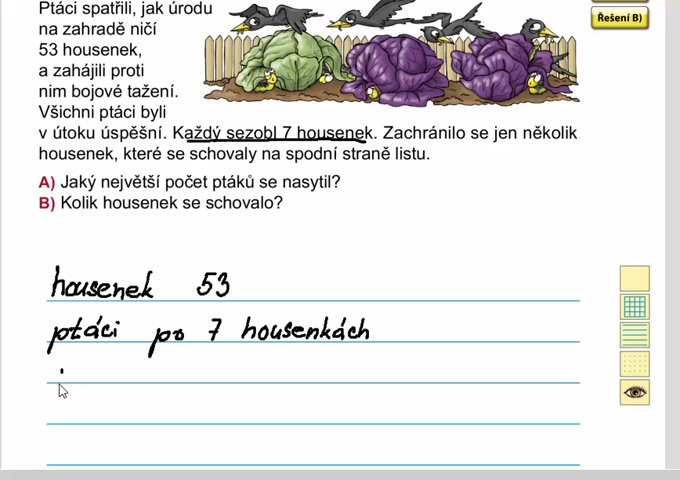 Ptáci spatřili, jak úrodu
na zahradě ničí
53 housenek,
a zahájili proti
nim bojové tažení.
Všichni ptáci byli
v útoku úspěšní. Každý sezobl 7 housenek. Zachránilo se jen několik
housenek, které se schovaly na spodní straně listu.
A) Jaký největší počet ptáků se nasytil?
B) Kolik housenek se schovalo?
housenek 53
ptáci po 7 housenkách
Řešení B)